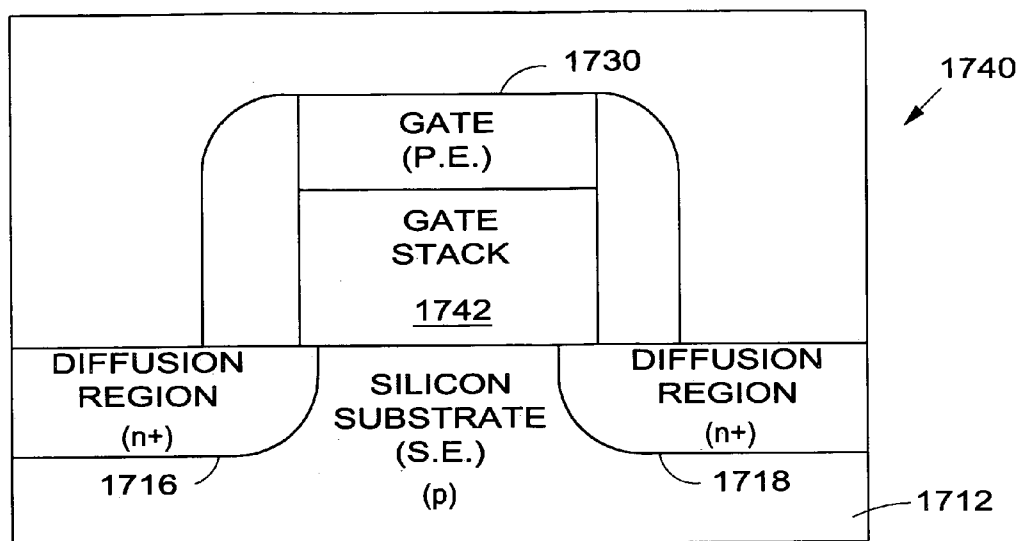 1730
1740
GATE
(P.E.)
GATE
STACK
1742
DIFFUSION
REGION
(n+)
SILICON
SUBSTRATE
(S.E.)
(p)
DIFFUSION
REGION
(n+)
1716
1718
1712